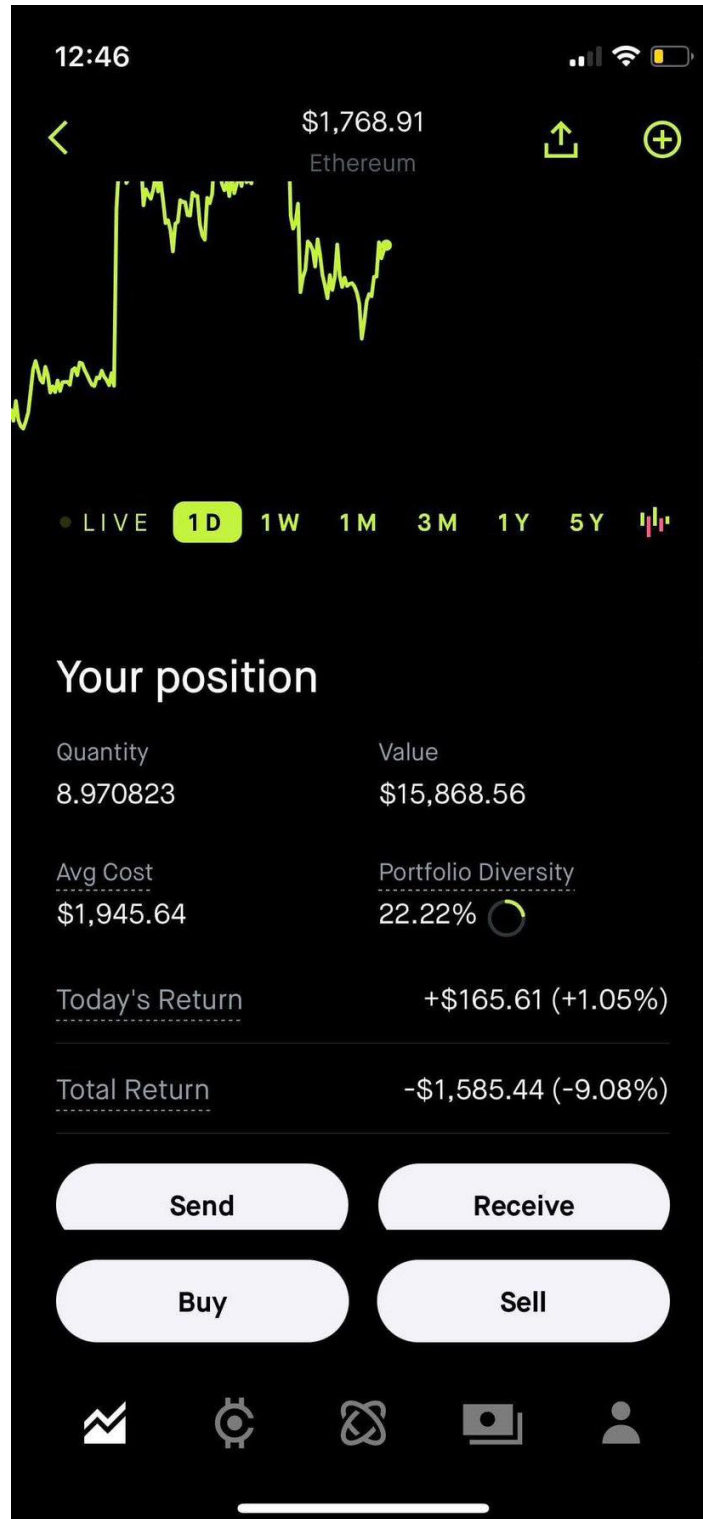 12:46
$1,768.91
Ethereum
LIVE 1D 1W 1M 3M 1Y 5Y
Your position
Quantity Value
8.970823 $15,868.56
Avg Cost Portfolio Diversity
$1,945.64 22.22%
Today's Return +$165.61 (+1.05%)
Total Return -$1,585.44 (-9.08%)
Send Receive
Buy Sell